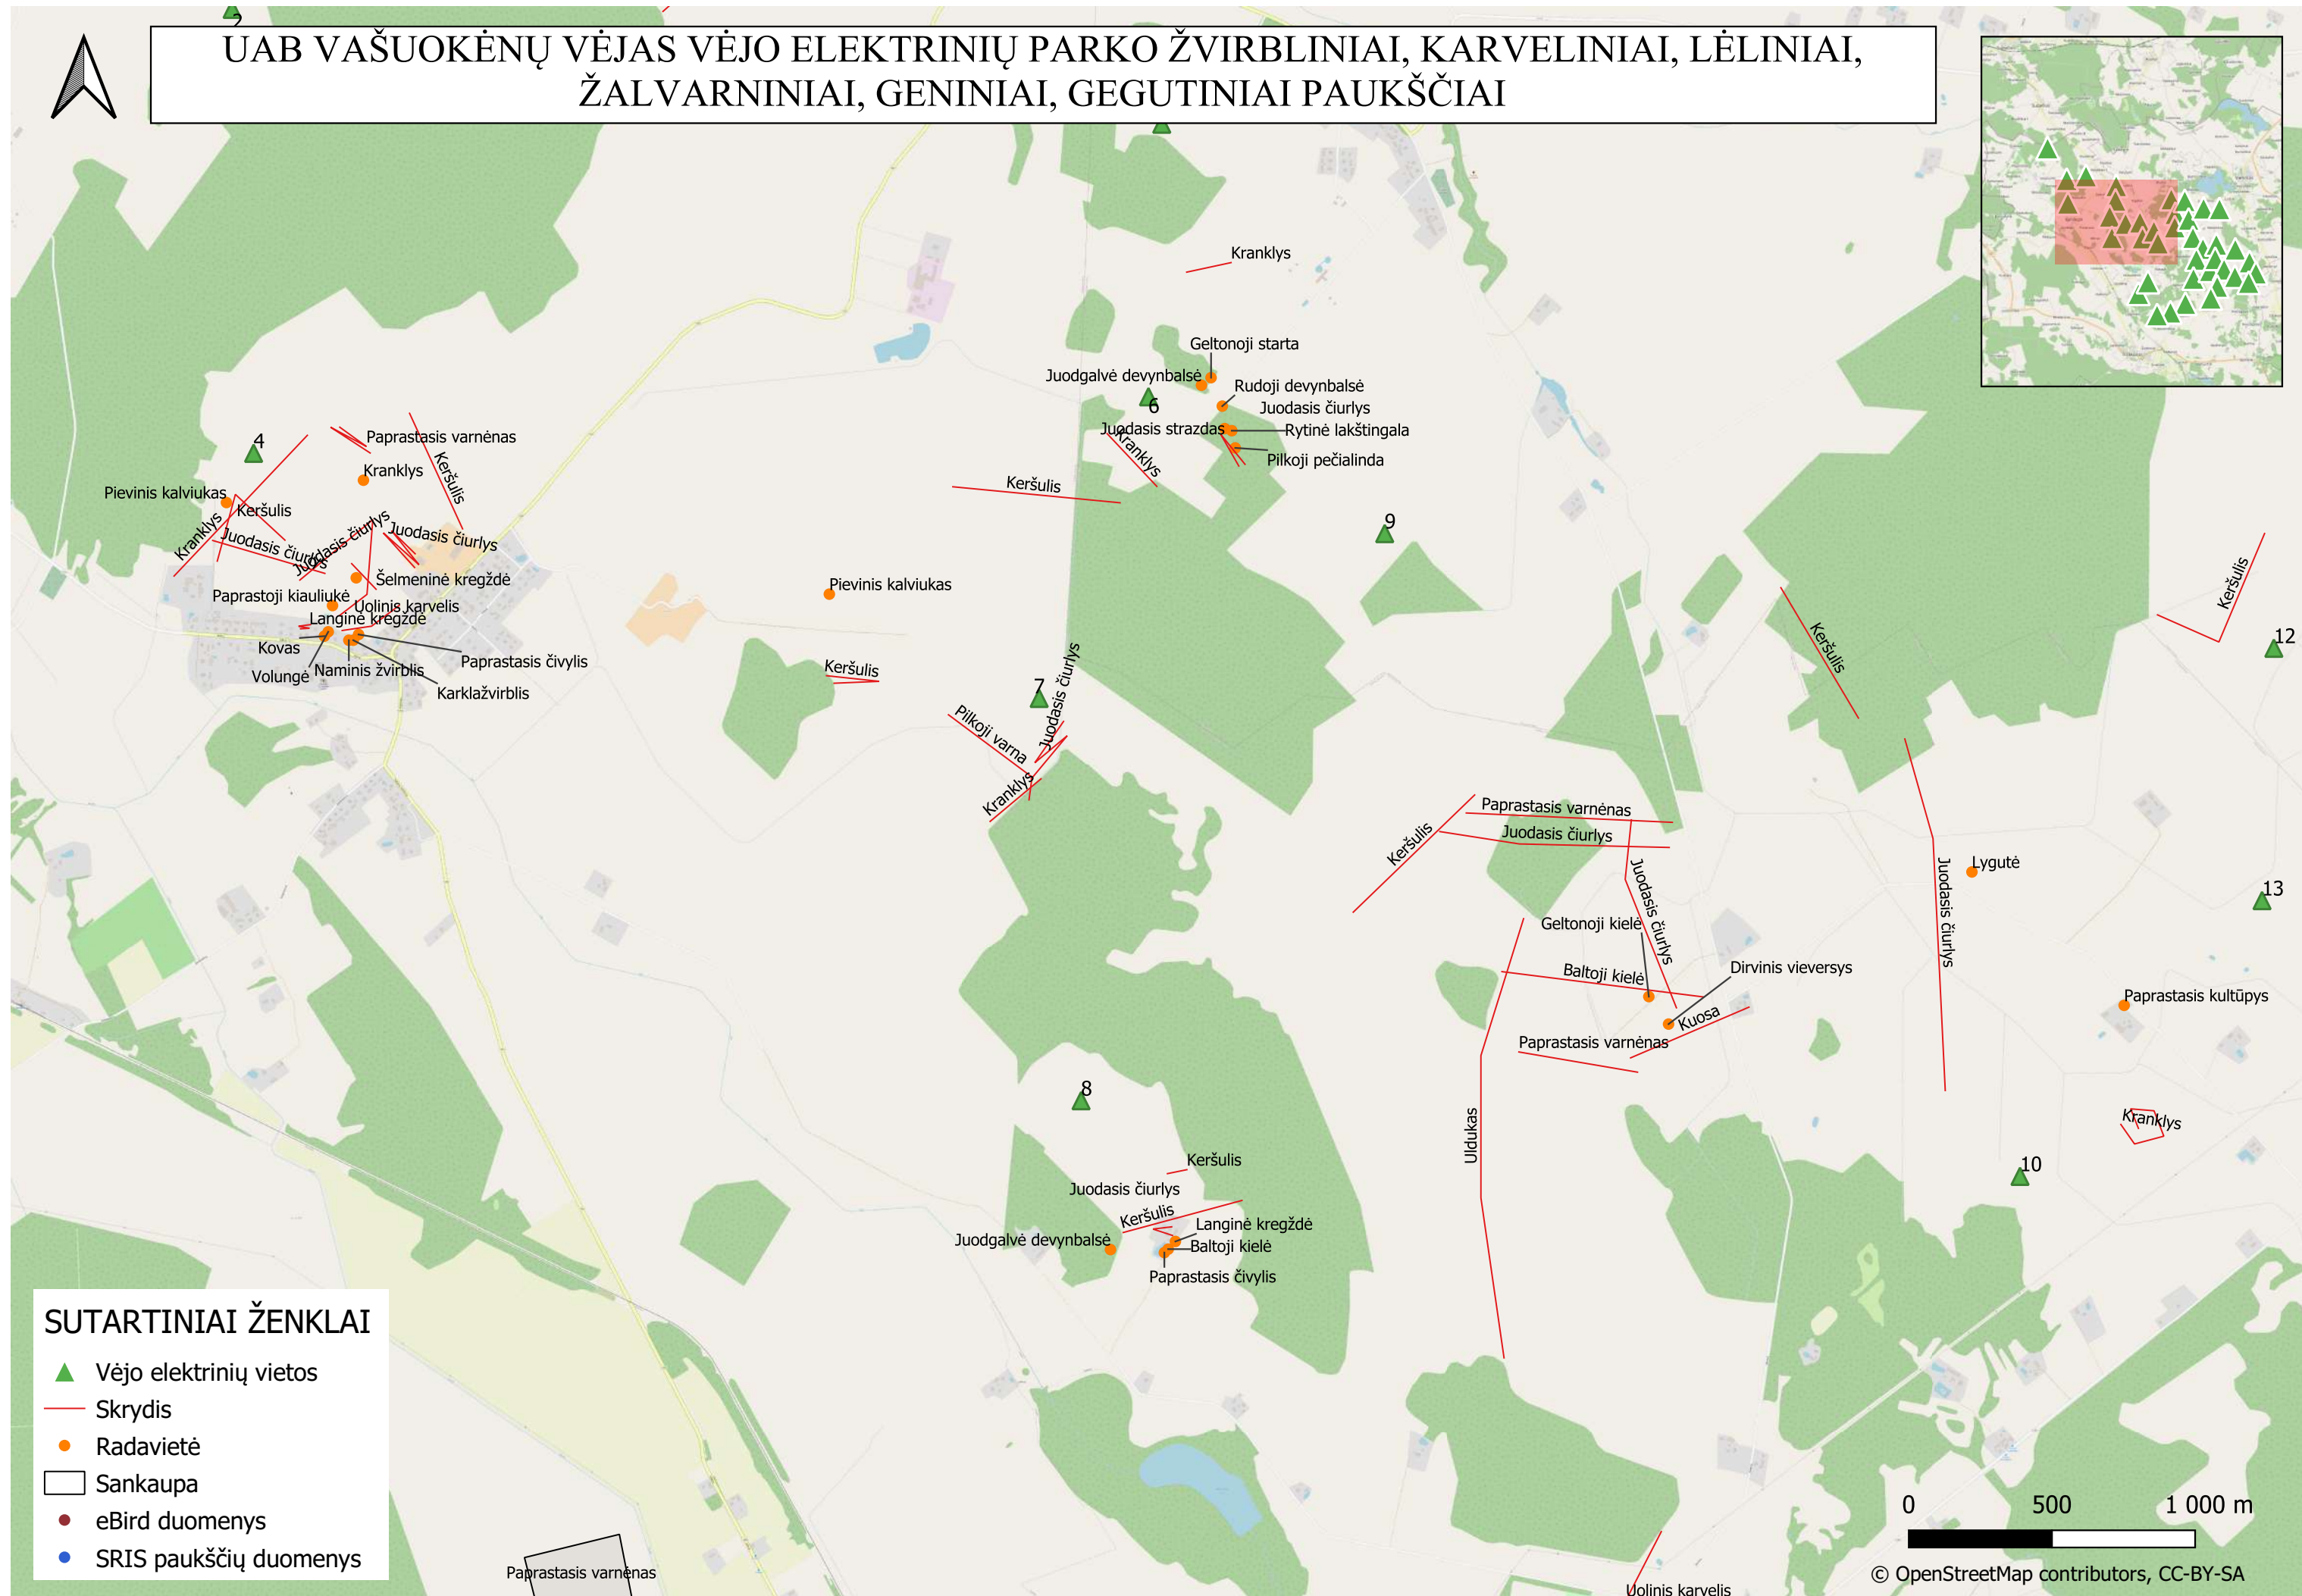 2
UAB VAŠUOKĖNŲ VĖJAS VĖJO ELEKTRINIŲ PARKO ŽVIRBLINIAI, KARVELINIAI, LĖLINIAI,
ŽALVARNINIAI, GENINIAI, GEGUTINIAI PAUKŠČIAI
Kranklys
Geltonoji starta
Juodgalvė devynbalsė
Rudoji devynbalsė
6
Juodasis čiurlys
Juodasis strazdas
Rytinė lakštingala
Kranklys
Pilkoji pečialinda
4
Paprastasis varnėnas
Kranklys
Keršulis
Pievinis kalviukas
Keršulis
Kranklys
Juodasis čiurlys
Juodasis čiurlys
Juodasis čiurlys
Keršulis
9
Šelmeninė kregždė
Paprastoji kiauliukė
Uolinis karvelis
Langinė kregždė
Kovas
Volungė
Naminis žvirblis
Paprastasis čivylis
Karklažvirblis
Pievinis kalviukas
Keršulis
7
Juodasis čiurlys
Pilkoji varna
Kranklys
Keršulis
Keršulis
12
Paprastasis varnėnas
Juodasis čiurlys
Keršulis
Juodasis čiurlys
Juodasis čiurlys
Lygutė
13
Geltonoji kielė
Baltoji kielė
Dirvinis vieversys
Kuosa
Paprastasis varnėnas
Paprastasis kultūpys
Uldukas
Kranklys
10
8
Keršulis
Juodasis čiurlys
Keršulis
Langinė kregždė
Juodgalvė devynbalsė
Baltoji kielė
Paprastasis čivylis
SUTARTINIAI ŽENKLAI
Vėjo elektrinių vietos
Skrydis
Radavietė
Sankaupa
eBird duomenys
SRIS paukščių duomenys
Paprastasis varnėnas
Uolinis karvelis
0 500 1 000 m
© OpenStreetMap contributors, CC-BY-SA